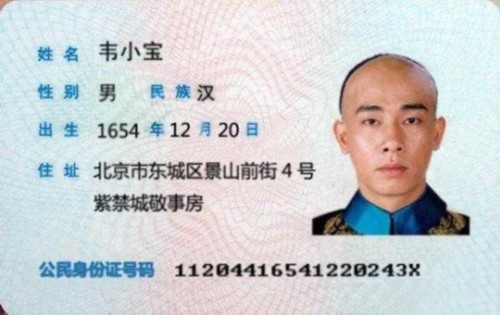 姓名 韦小宝
性别 男 民族 汉
出生 1654 年 12 月 20 日
住址 北京市东城区景山前街 4 号
紫禁城敬事房
公民身份证号码 11204416541220243X